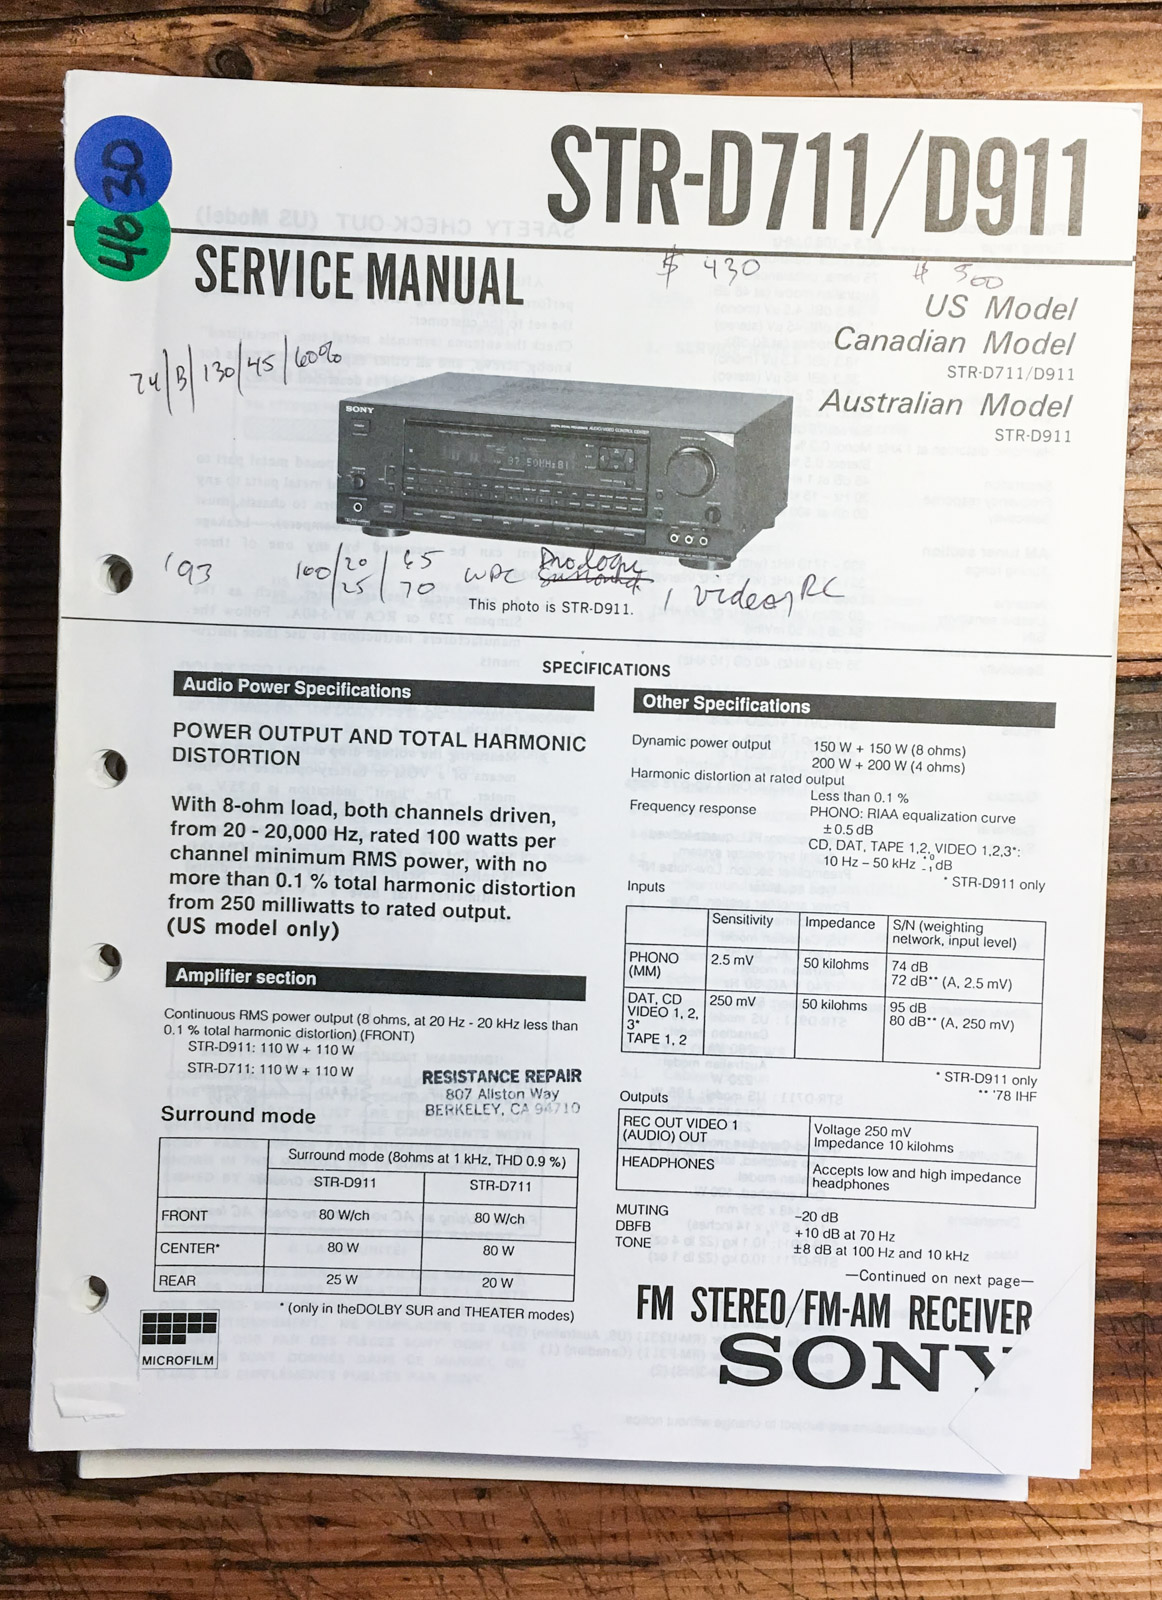 30
46
STR-D711/D911
SERVICE MANUAL
$ 430
$ 500
US Model
Canadian Model
STR-D711/D911
Australian Model
STR-D911
74/B/130/45/60%
SONY
'93
100/20/65
25/70
Prologic
surround
1 video, RC
This photo is STR-D911.
SPECIFICATIONS
Audio Power Specifications
POWER OUTPUT AND TOTAL HARMONIC
DISTORTION
With 8-ohm load, both channels driven,
from 20 - 20,000 Hz, rated 100 watts per
channel minimum RMS power, with no
more than 0.1 % total harmonic distortion
from 250 milliwatts to rated output.
(US model only)
Amplifier section
Continuous RMS power output (8 ohms, at 20 Hz - 20 kHz less than
0.1 % total harmonic distortion) (FRONT)
STR-D911: 110 W + 110 W
STR-D711: 110 W + 110 W
RESISTANCE REPAIR
807 Allston Way
BERKELEY, CA 94710
Surround mode
Surround mode (8ohms at 1 kHz, THD 0.9 %)
STR-D911 STR-D711
FRONT 80 W/ch 80 W/ch
CENTER* 80 W 80 W
REAR 25 W 20 W
* (only in theDOLBY SUR and THEATER modes)
MICROFILM
Other Specifications
Dynamic power output 150 W + 150 W (8 ohms)
200 W + 200 W (4 ohms)
Harmonic distortion at rated output
Less than 0.1 %
Frequency response PHONO: RIAA equalization curve
±0.5 dB
CD, DAT, TAPE 1,2, VIDEO 1,2,3*:
10 Hz – 50 kHz +0 -1 dB
* STR-D911 only
Inputs
Sensitivity Impedance S/N (weighting
network, input level)
PHONO
(MM) 2.5 mV 50 kilohms 74 dB
72 dB** (A, 2.5 mV)
DAT, CD
VIDEO 1, 2,
3*
TAPE 1, 2 250 mV 50 kilohms 95 dB
80 dB** (A, 250 mV)
* STR-D911 only
** '78 IHF
Outputs
REC OUT VIDEO 1
(AUDIO) OUT Voltage 250 mV
Impedance 10 kilohms
HEADPHONES Accepts low and high impedance
headphones
MUTING -20 dB
DBFB +10 dB at 70 Hz
TONE ±8 dB at 100 Hz and 10 kHz
—Continued on next page—
FM STEREO/FM-AM RECEIVER
SONY